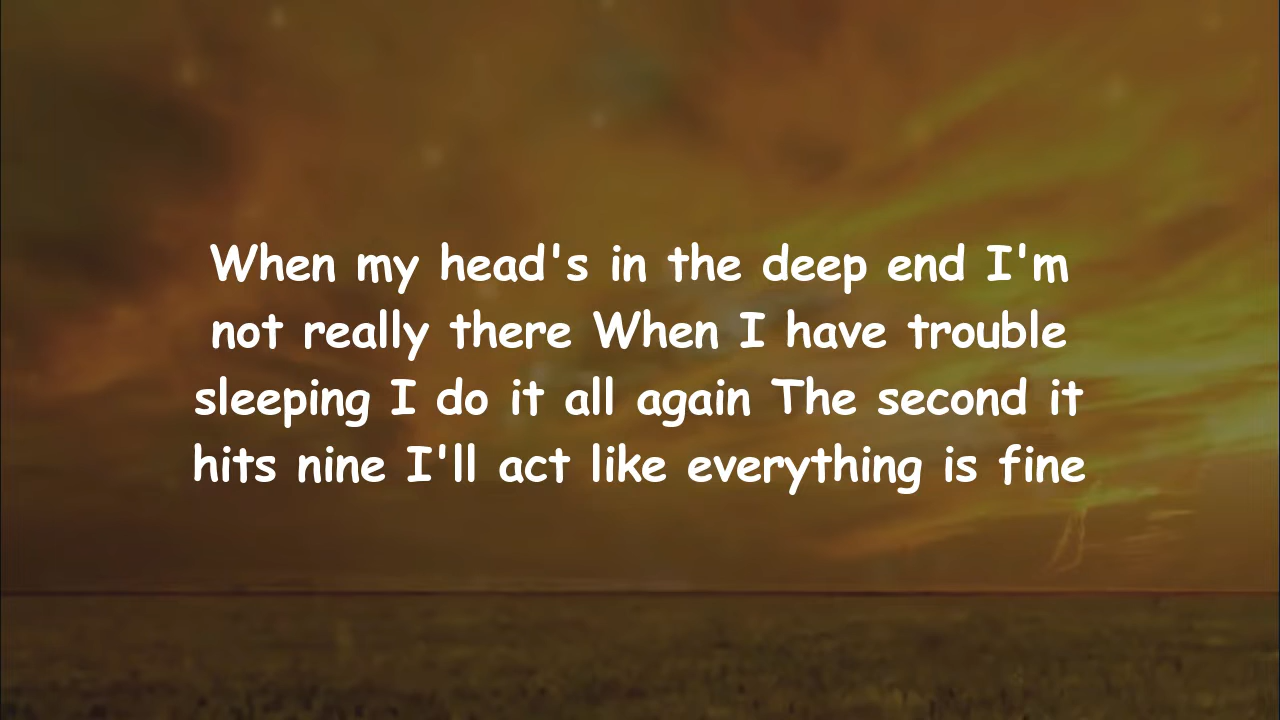 When my head's in the deep end I'm
not really there When I have trouble
sleeping I do it all again The second it
hits nine I'll act like everything is fine